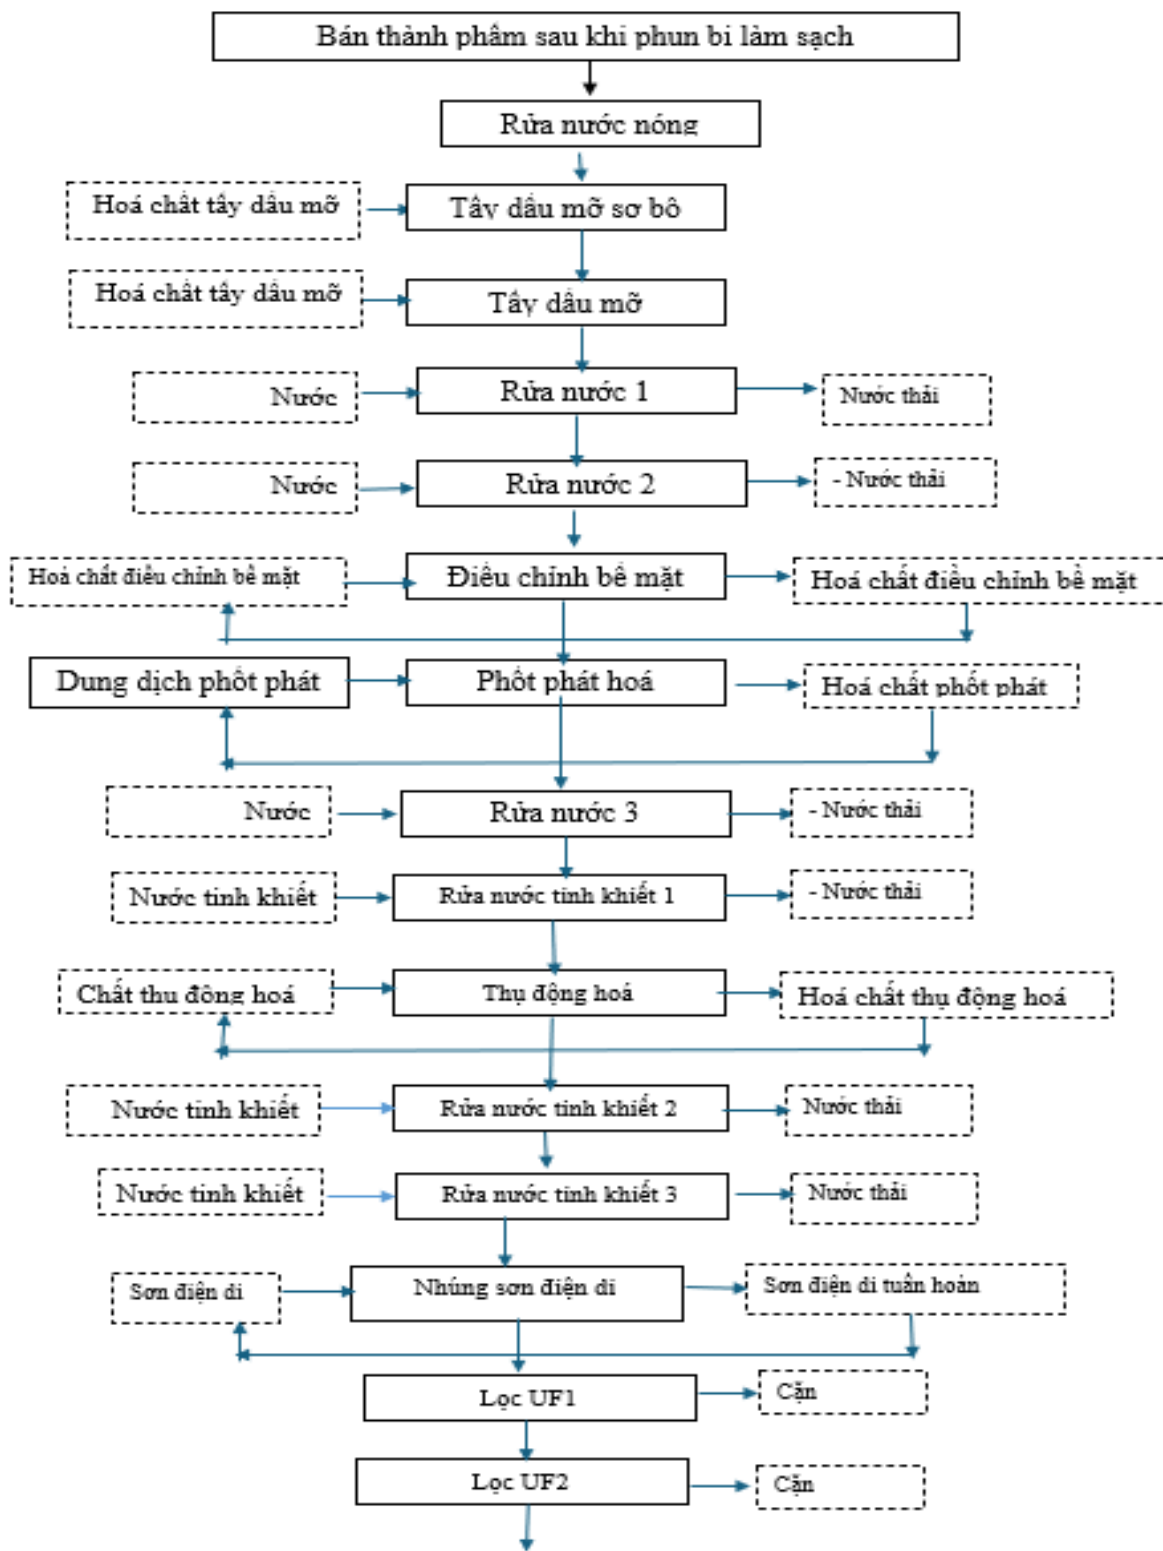 Bán thành phẩm sau khi phun bi làm sạch
Rửa nước nóng
Hoá chất tẩy dầu mỡ
Tẩy dầu mỡ sơ bộ
Hoá chất tẩy dầu mỡ
Tẩy dầu mỡ
Nước
Rửa nước 1
Nước thải
Nước
Rửa nước 2
- Nước thải
Hoá chất điều chỉnh bề mặt
Điều chỉnh bề mặt
Hoá chất điều chỉnh bề mặt
Dung dịch phốt phát
Phốt phát hoá
Hoá chất phốt phát
Nước
Rửa nước 3
- Nước thải
Nước tinh khiết
Rửa nước tinh khiết 1
- Nước thải
Chất thụ động hoá
Thụ động hoá
Hoá chất thụ động hoá
Nước tinh khiết
Rửa nước tinh khiết 2
Nước thải
Nước tinh khiết
Rửa nước tinh khiết 3
Nước thải
Sơn điện di
Nhúng sơn điện di
Sơn điện di tuần hoàn
Lọc UF1
Cặn
Lọc UF2
Cặn